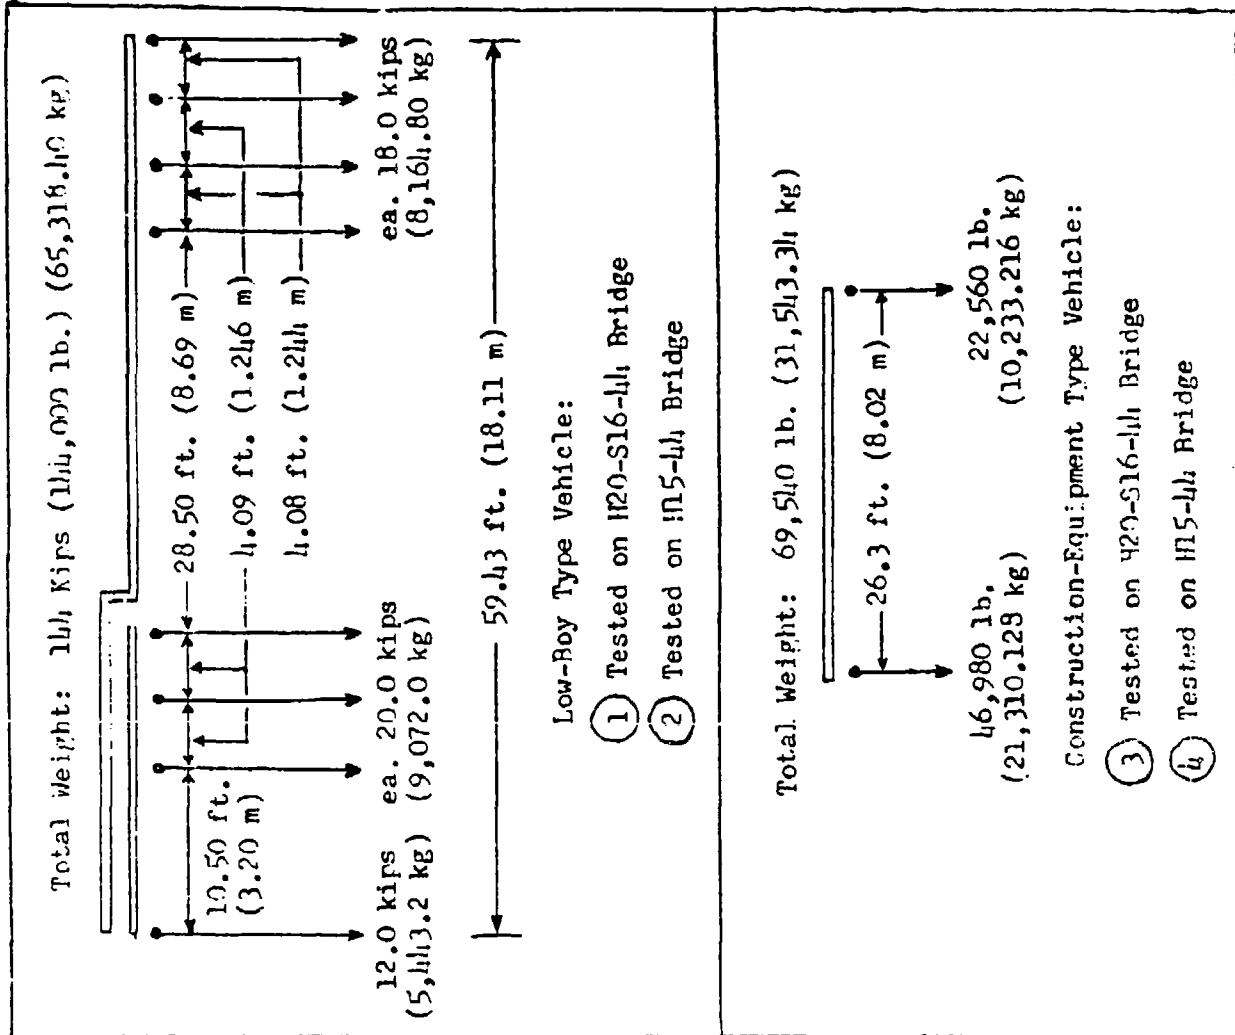 Total Weight: 144 Kips (144,000 lb.) (65,318.40 kg)
28.50 ft. (8.69 m)
4.09 ft. (1.246 m)
4.08 ft. (1.244 m)
10.50 ft.
(3.20 m)
12.0 kips
(5,443.2 kg)
ea. 20.0 kips
(9,072.0 kg)
ea. 18.0 kips
(8,164.80 kg)
59.43 ft. (18.11 m)
Low-Boy Type Vehicle:
1 Tested on H20-S16-44 Bridge
2 Tested on H15-44 Bridge
Total Weight: 69,540 lb. (31,543.34 kg)
26.3 ft. (8.02 m)
46,980 lb.
(21,310.128 kg)
22,560 lb.
(10,233.216 kg)
Construction-Equipment Type Vehicle:
3 Tested on H20-S16-44 Bridge
4 Tested on H15-44 Bridge